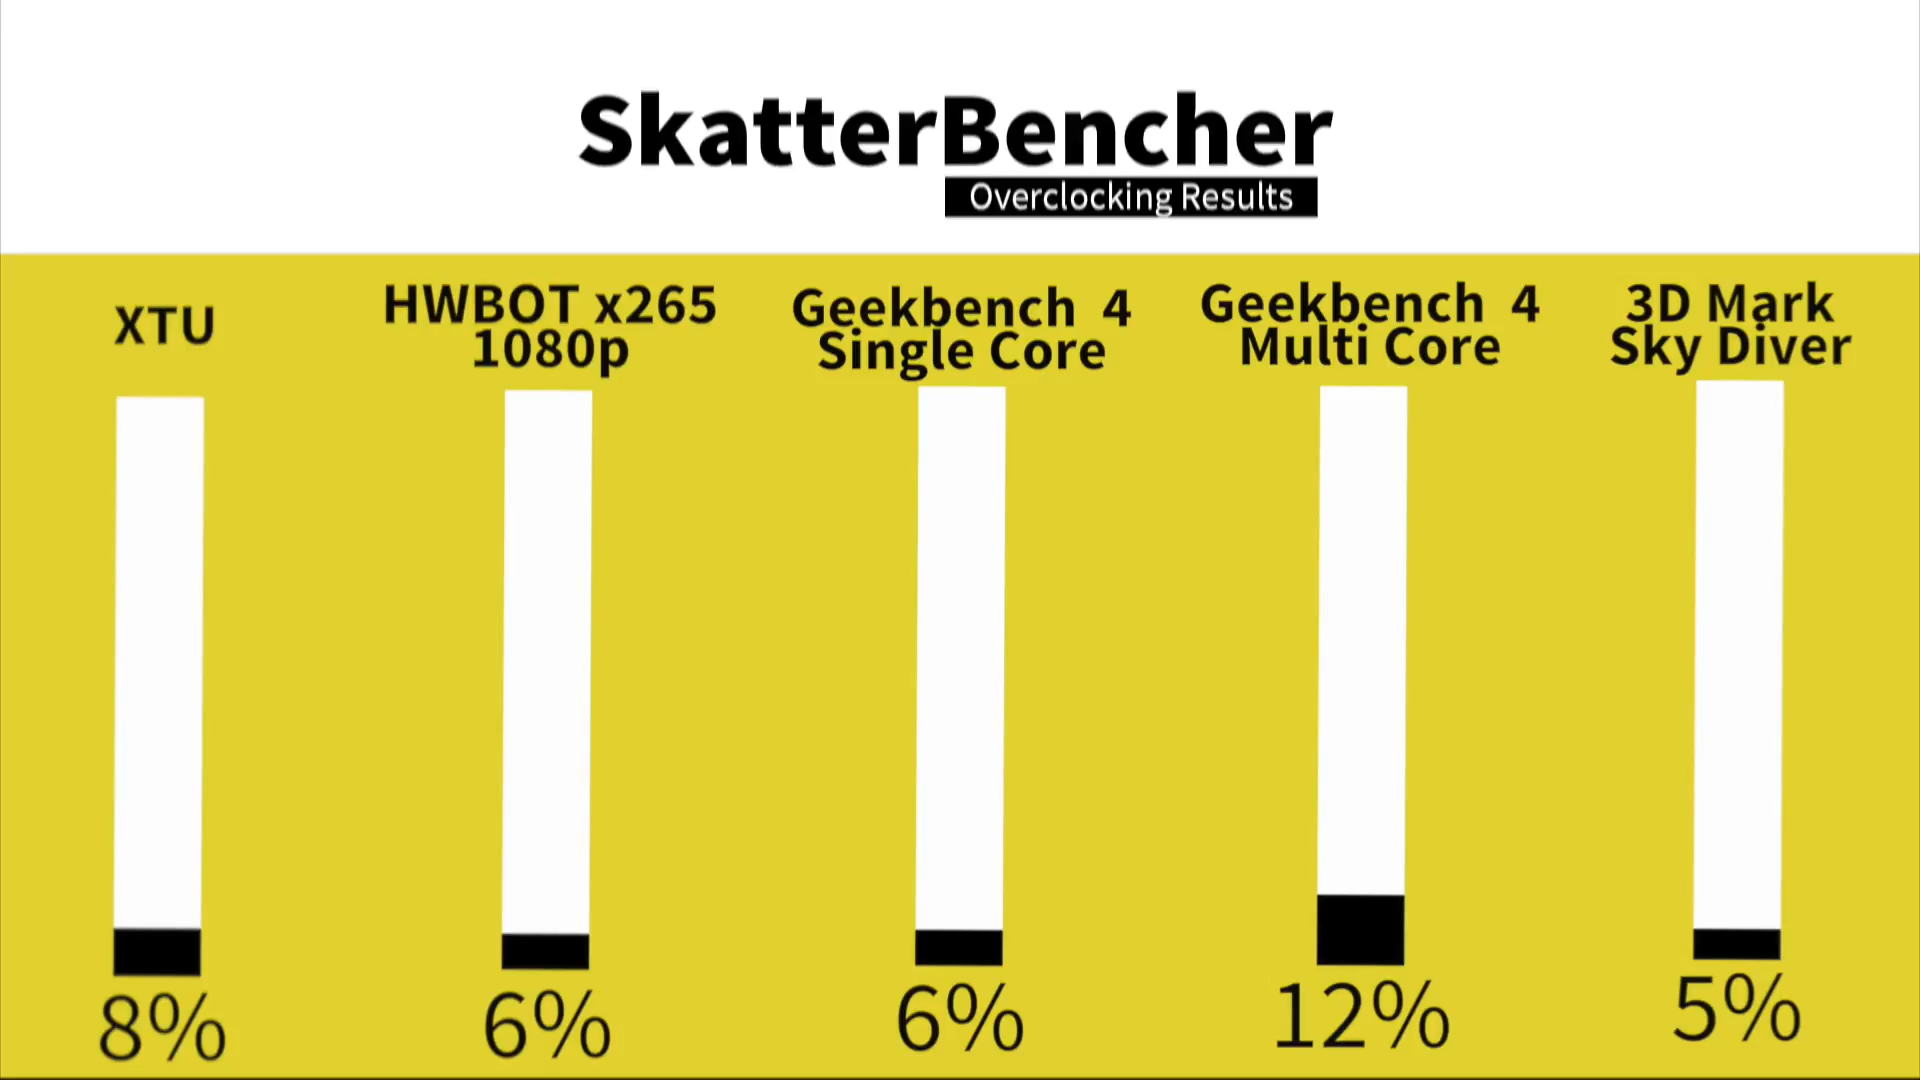 SkatterBencher
Overclocking Results
XTU
HWBOT x265
1080p
Geekbench 4
Single Core
Geekbench 4
Multi Core
3D Mark
Sky Diver
8%
6%
6%
12%
5%